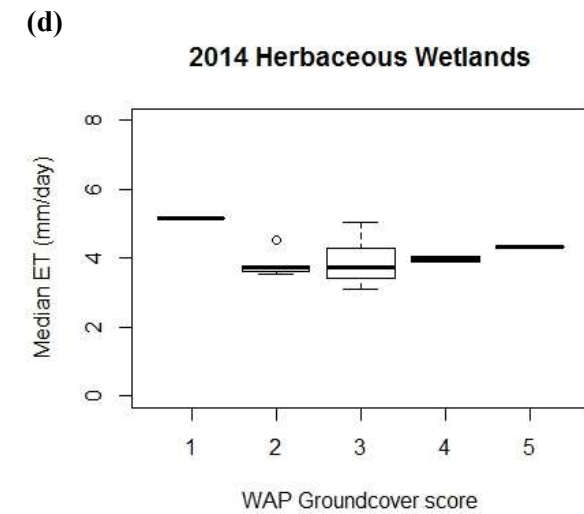 (d)
2014 Herbaceous Wetlands
Median ET (mm/day)
8
6
4
2
0
1 2 3 4 5
WAP Groundcover score